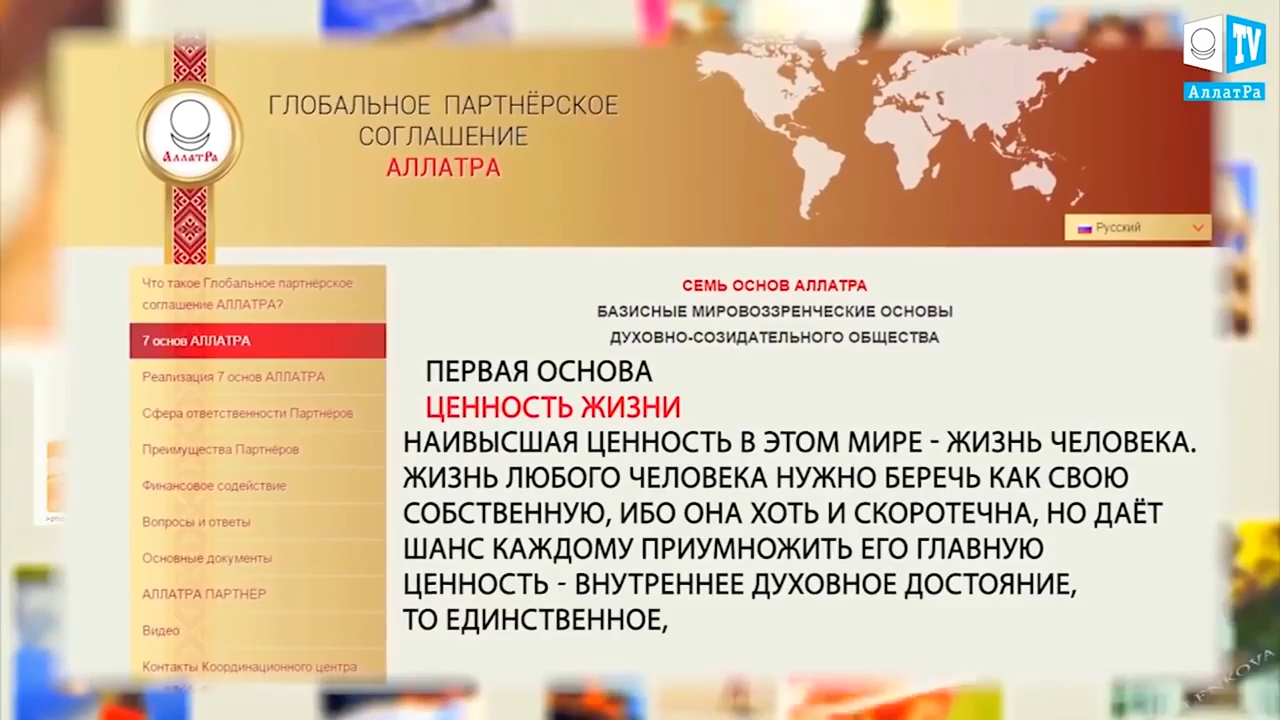 TV
АллатРа
ГЛОБАЛЬНОЕ ПАРТНЁРСКОЕ
СОГЛАШЕНИЕ
АЛЛАТРА
АллатРа
Русский
Что такое Глобальное партнёрское
соглашение АЛЛАТРА?
7 основ АЛЛАТРА
Реализация 7 основ АЛЛАТРА
Сфера ответственности Партнёров
Преимущества Партнёров
Финансовое содействие
Вопросы и ответы
Основные документы
АЛЛАТРА ПАРТНЁР
Видео
Контакты Координационного центра
СЕМЬ ОСНОВ АЛЛАТРА
БАЗИСНЫЕ МИРОВОЗЗРЕНЧЕСКИЕ ОСНОВЫ
ДУХОВНО-СОЗИДАТЕЛЬНОГО ОБЩЕСТВА
ПЕРВАЯ ОСНОВА
ЦЕННОСТЬ ЖИЗНИ
НАИВЫСШАЯ ЦЕННОСТЬ В ЭТОМ МИРЕ - ЖИЗНЬ ЧЕЛОВЕКА.
ЖИЗНЬ ЛЮБОГО ЧЕЛОВЕКА НУЖНО БЕРЕЧЬ КАК СВОЮ
СОБСТВЕННУЮ, ИБО ОНА ХОТЬ И СКОРОТЕЧНА, НО ДАЁТ
ШАНС КАЖДОМУ ПРИУМНОЖИТЬ ЕГО ГЛАВНУЮ
ЦЕННОСТЬ - ВНУТРЕННЕЕ ДУХОВНОЕ ДОСТОЯНИЕ,
ТО ЕДИНСТВЕННОЕ,